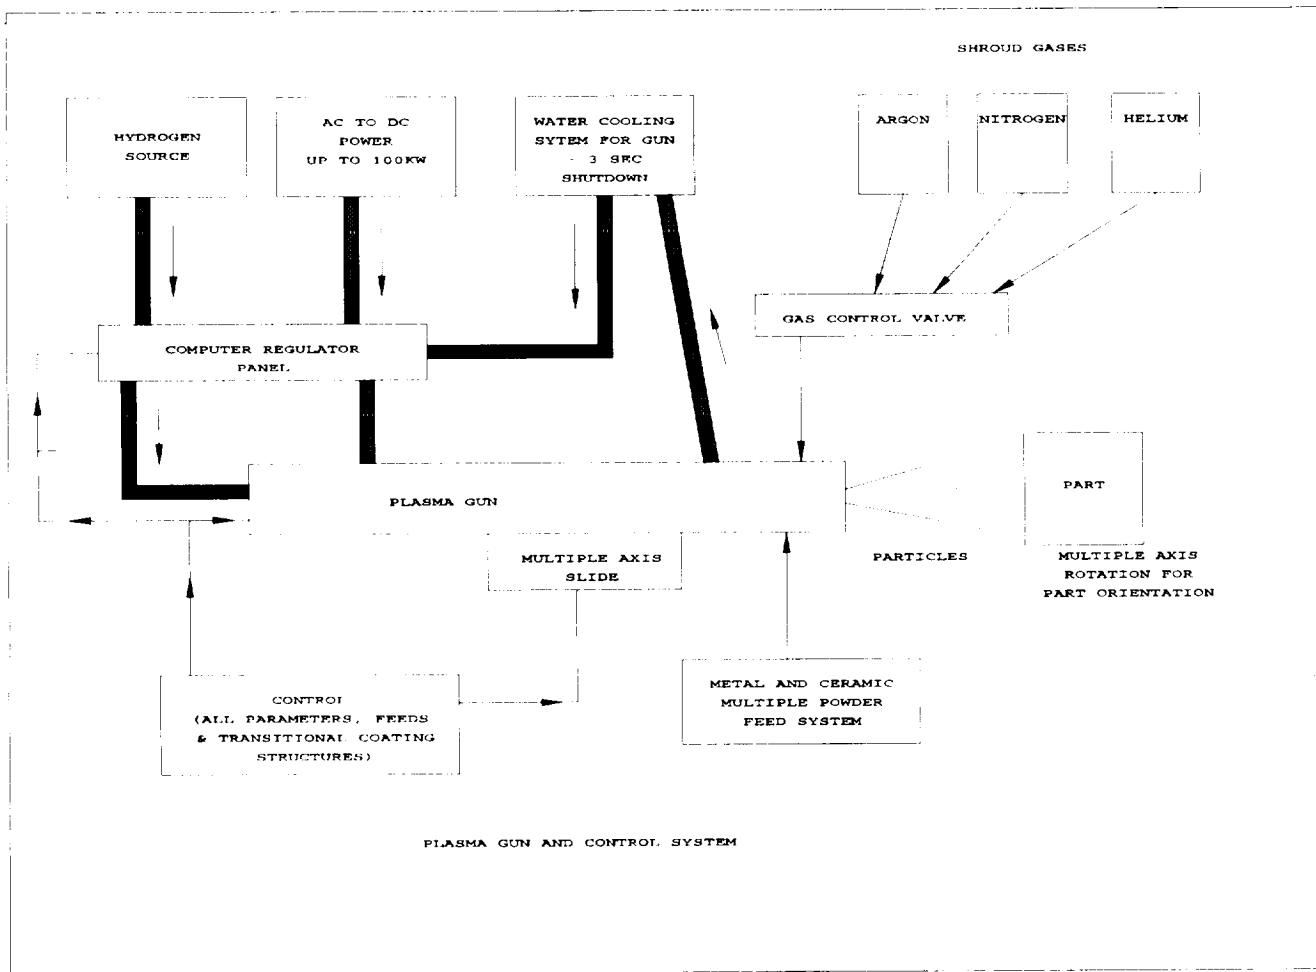 SHROUD GASES
HYDROGEN
SOURCE
AC TO DC
POWER
UP TO 100KW
WATER COOLING
SYTEM FOR GUN
- 3 SEC
SHUTDOWN
ARGON
NITROGEN
HELIUM
GAS CONTROL VALVE
COMPUTER REGULATOR
PANEL
PLASMA GUN
PART
MULTIPLE AXIS
SLIDE
PARTICLES
MULTIPLE AXIS
ROTATION FOR
PART ORIENTATION
CONTROL
(ALL PARAMETERS, FEEDS
& TRANSITIONAL COATING
STRUCTURES)
METAL AND CERAMIC
MULTIPLE POWDER
FEED SYSTEM
PLASMA GUN AND CONTROL SYSTEM